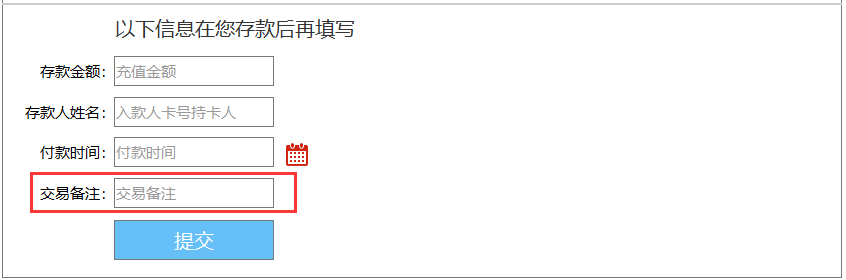 以下信息在您存款后再填写
存款金额： 充值金额
存款人姓名： 入款人卡号持卡人
付款时间： 付款时间
交易备注： 交易备注
提交